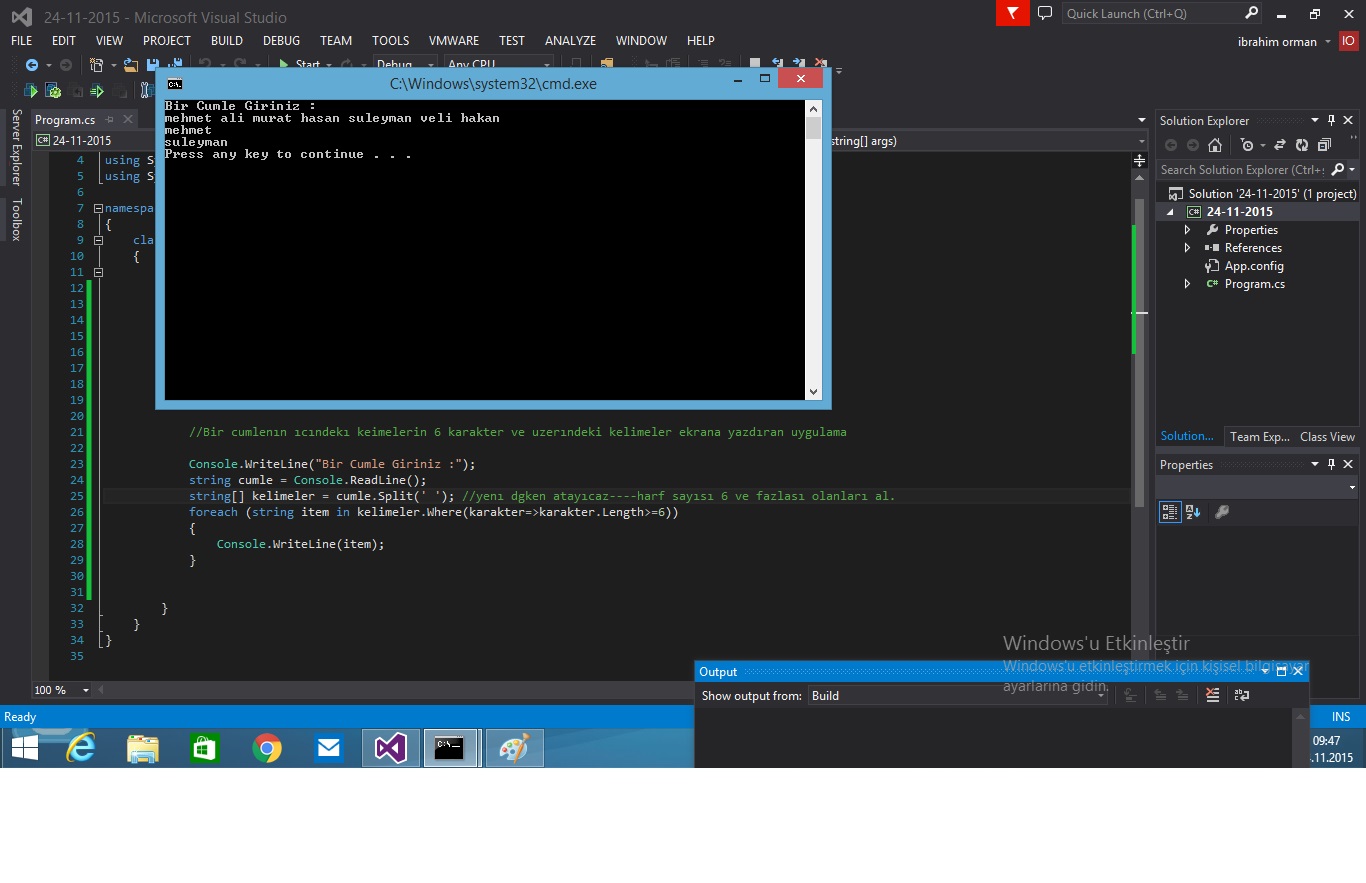 24-11-2015 - Microsoft Visual Studio
Quick Launch (Ctrl+Q)
FILE EDIT VIEW PROJECT BUILD DEBUG TEAM TOOLS VMWARE TEST ANALYZE WINDOW HELP
ibrahim orman IO
Start Debug Any CPU
C:\Windows\system32\cmd.exe
Bir Cumle Giriniz :
mehmet ali murat hasan suleyman veli hakan
mehmet
suleyman
Press any key to continue . . .
Server Explorer
Toolbox
Program.cs
C# 24-11-2015
string[] args)
4 using S
5 using Sy
6
7 namespa
8 {
9 cla
10 {
11
12
13
14
15
16
17
18
19
20
21 //Bir cumlenın ıcındekı keimelerin 6 karakter ve uzerındeki kelimeler ekrana yazdıran uygulama
22
23 Console.WriteLine("Bir Cumle Giriniz :");
24 string cumle = Console.ReadLine();
25 string[] kelimeler = cumle.Split(' '); //yenı dgken atayıcaz----harf sayısı 6 ve fazlası olanları al.
26 foreach (string item in kelimeler.Where(karakter=>karakter.Length>=6))
27 {
28 Console.WriteLine(item);
29 }
30
31
32 }
33 }
34 }
35
100 %
Solution Explorer
Search Solution Explorer (Ctrl+;
Solution '24-11-2015' (1 project)
C# 24-11-2015
Properties
References
App.config
C# Program.cs
Solution... Team Exp... Class View
Properties
Windows'u Etkinleştir
Windows'u etkinleştirmek için kişisel bilgisayar
ayarlarına gidin.
Output
Show output from: Build
Ready
INS
09:47
.11.2015